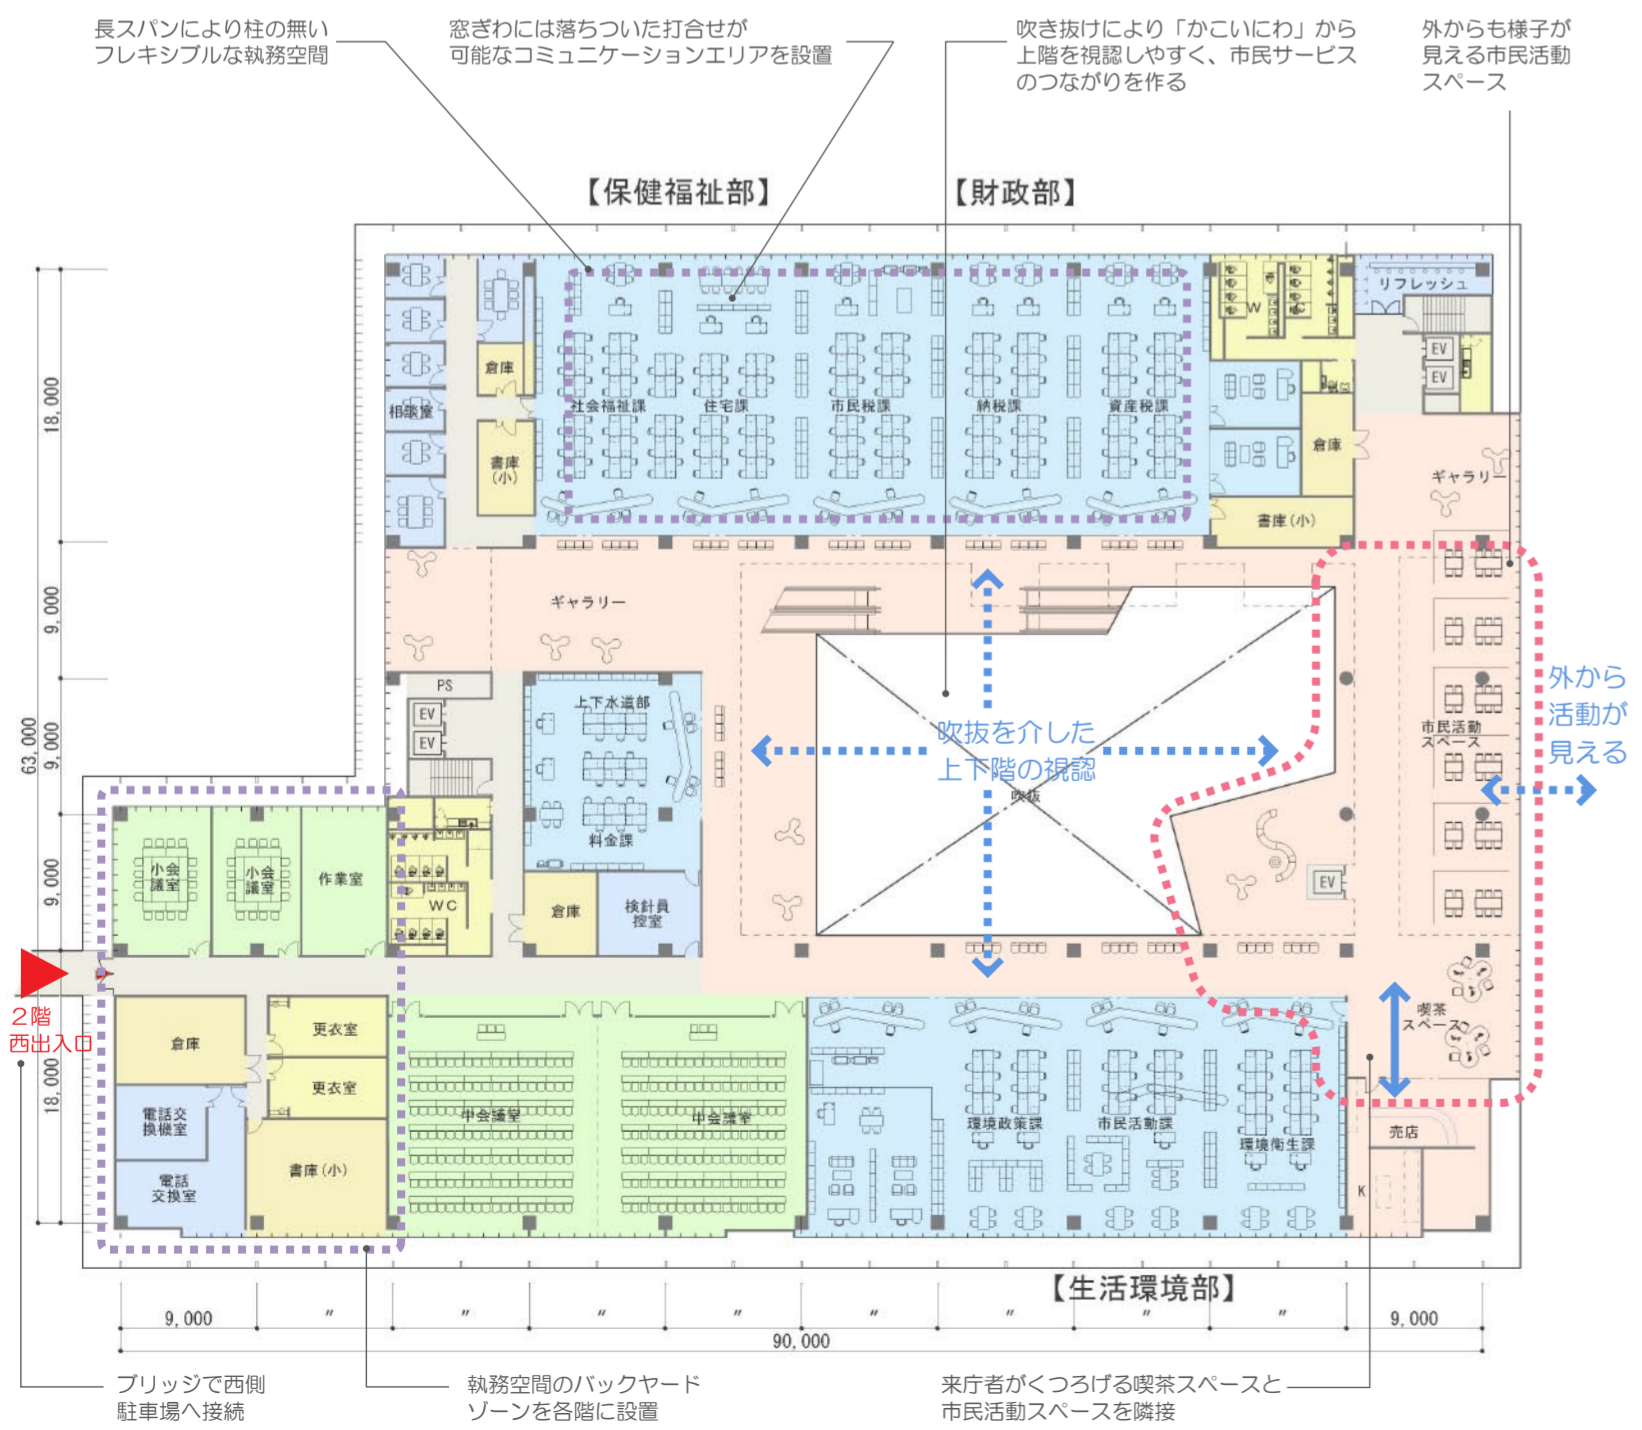 長スパンにより柱の無い
フレキシブルな執務空間
窓ぎわには落ちついた打合せが
可能なコミュニケーションエリアを設置
吹き抜けにより「かこいにわ」から
上階を視認しやすく、市民サービス
のつながりを作る
外からも様子が
見える市民活動
スペース
【保健福祉部】
【財政部】
リフレッシュ
EV
EV
W
C
倉庫
相談室
書庫
(小)
社会福祉課
住宅課
市民税課
納税課
資産税課
倉庫
書庫(小)
ギャラリー
ギャラリー
18,000
9,000
9,000
9,000
18,000
63,000
PS
EV
EV
上下水道部
料金課
倉庫
検針員
控室
WC
吹抜を介した
上下階の視認
吹抜
市民活動
スペース
外から
活動が
見える
EV
喫茶
スペース
小会
議室
小会
議室
作業室
2階
西出入口
倉庫
更衣室
更衣室
電話交
換機室
電話
交換室
書庫(小)
中会議室
中会議室
環境政策課
市民活動課
環境衛生課
売店
K
【生活環境部】
9,000
〃
〃
〃
〃
〃
〃
〃
〃
9,000
90,000
ブリッジで西側
駐車場へ接続
執務空間のバックヤード
ゾーンを各階に設置
来庁者がくつろげる喫茶スペースと
市民活動スペースを隣接